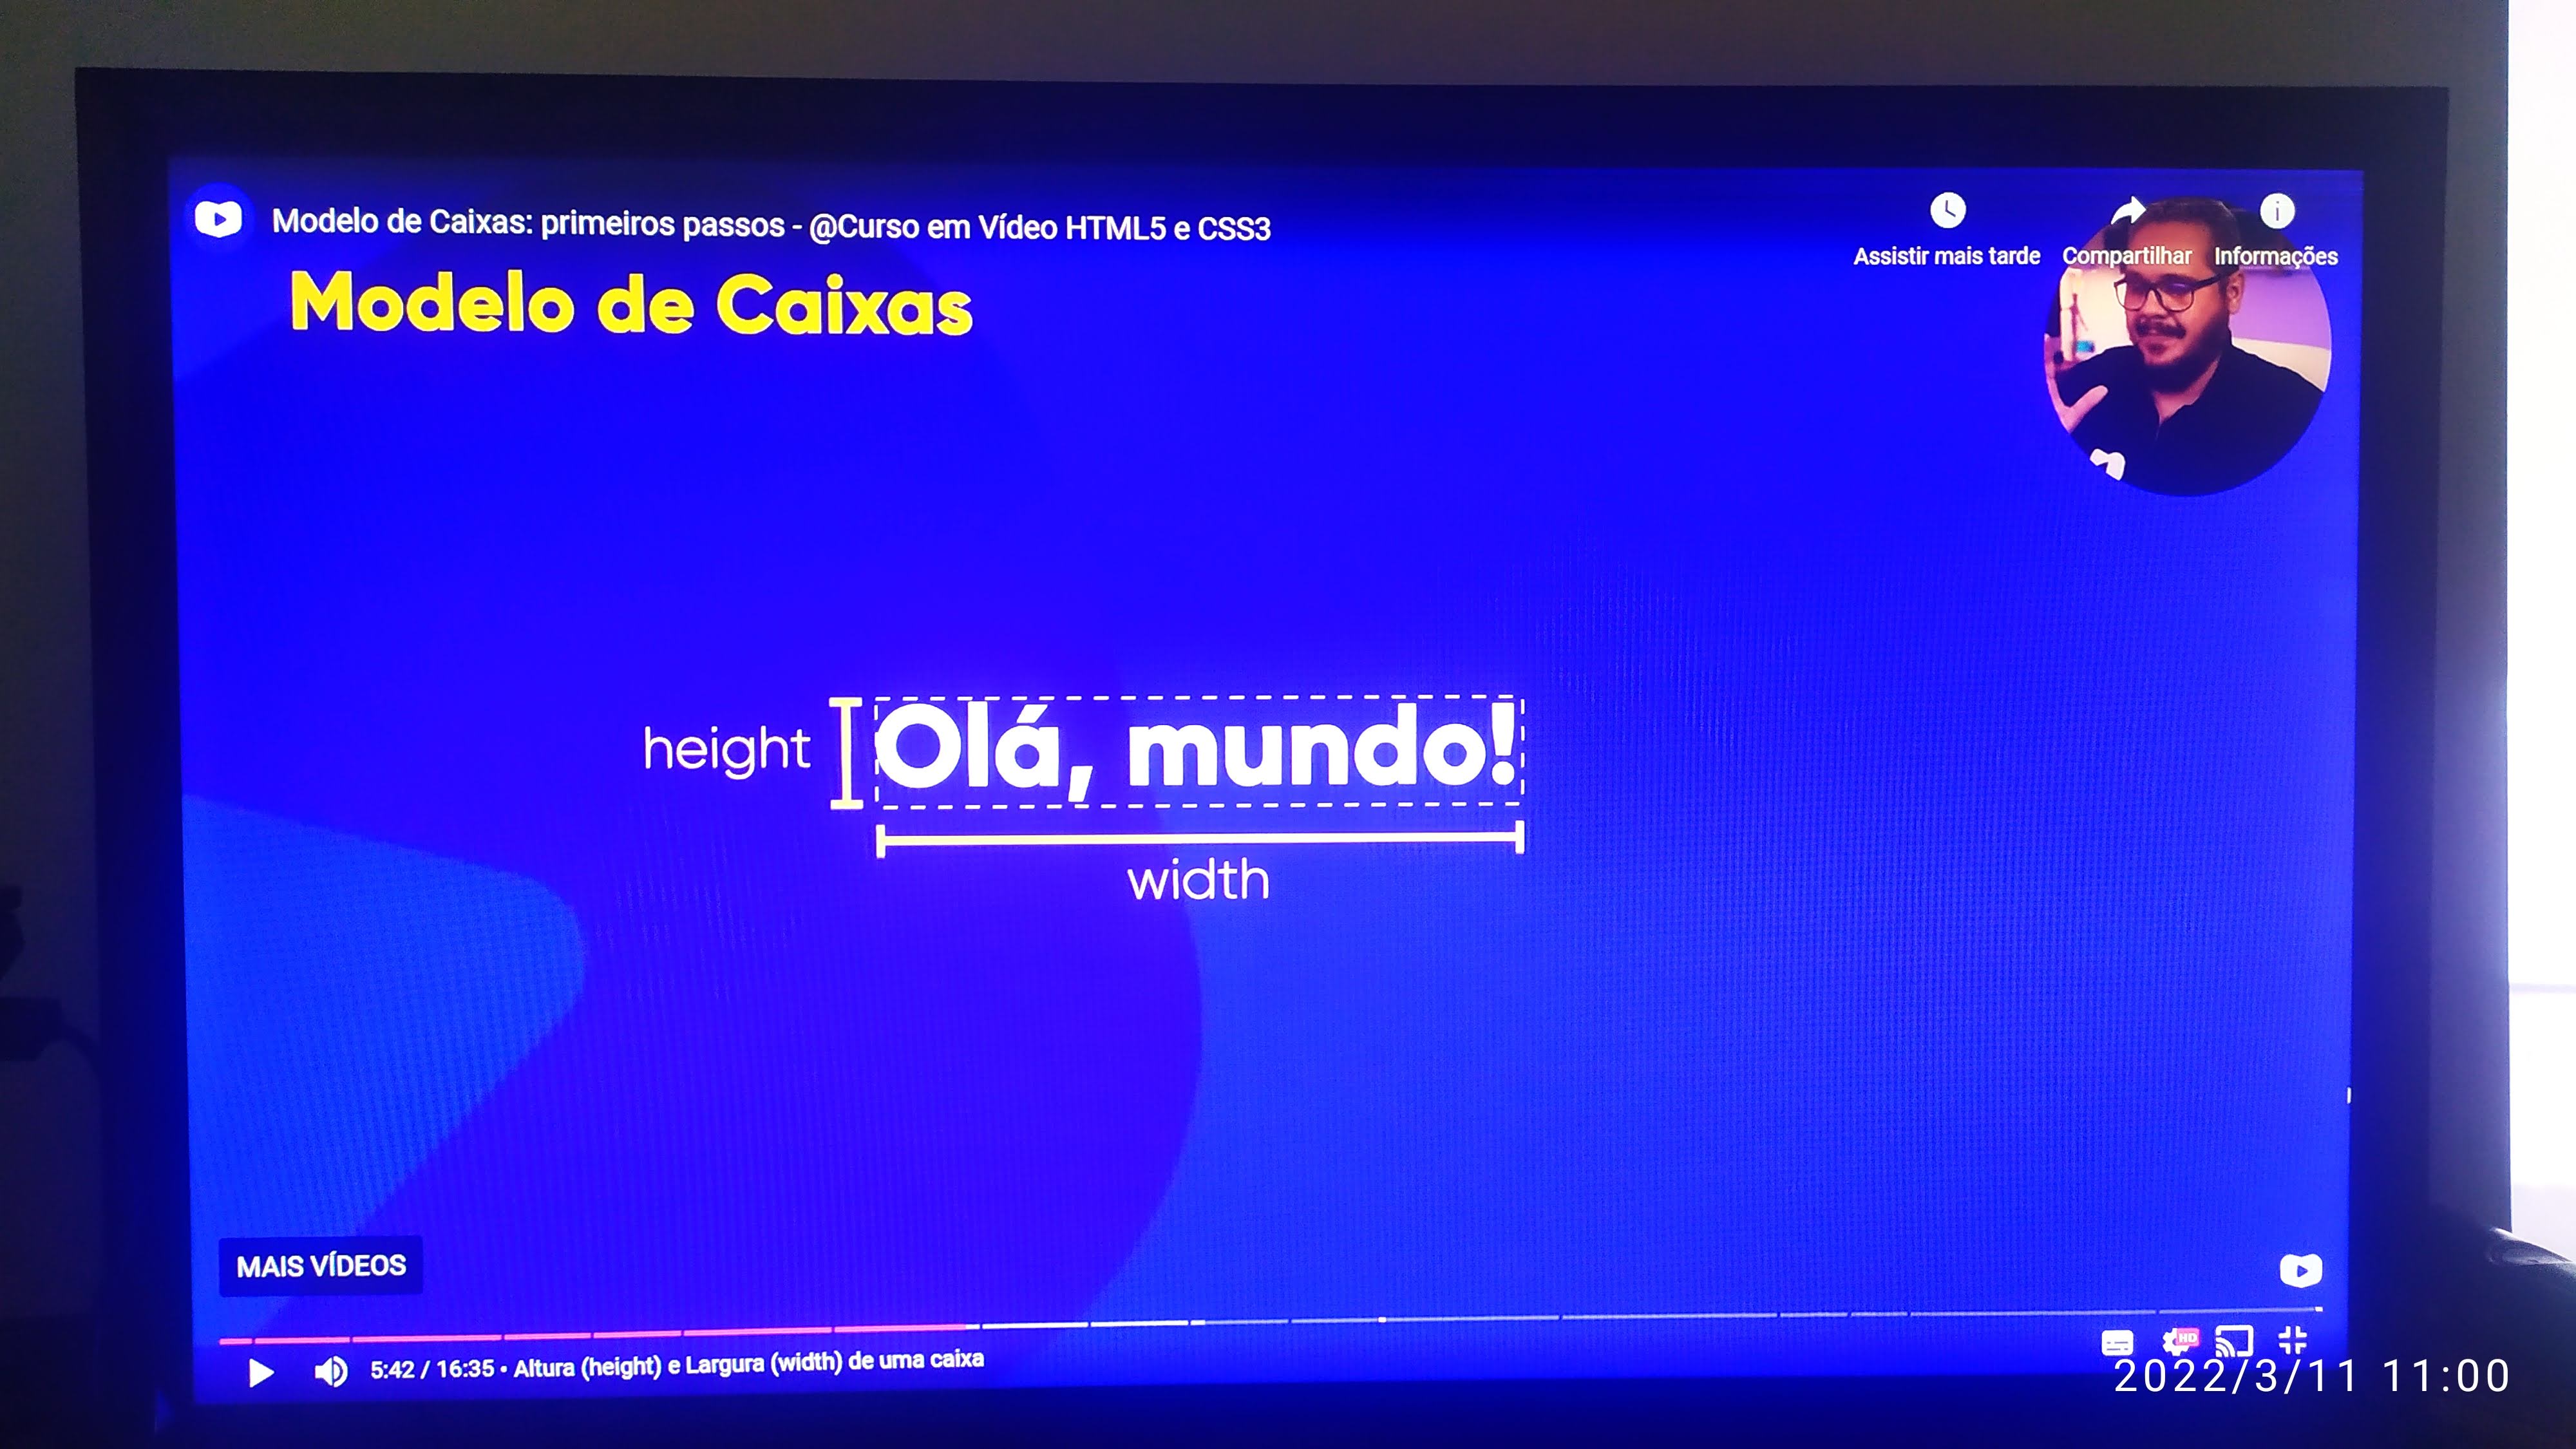 Modelo de Caixas: primeiros passos - @Curso em Vídeo HTML5 e CSS3
Assistir mais tarde
Compartilhar
Informações
Modelo de Caixas
height
Olá, mundo!
width
MAIS VÍDEOS
5:42 / 16:35 • Altura (height) e Largura (width) de uma caixa
HD
2022/3/11 11:00